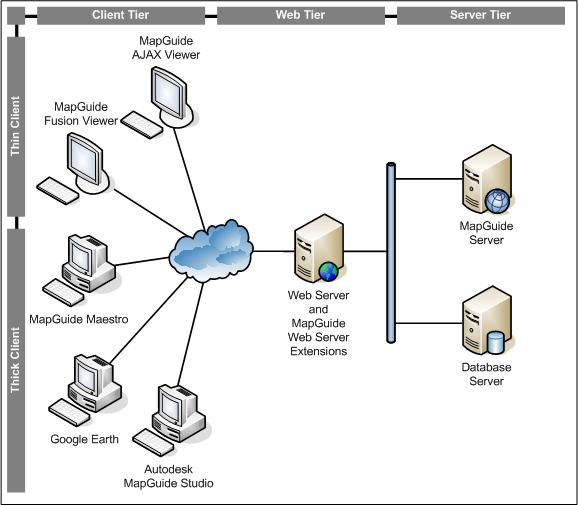 Client Tier
Web Tier
Server Tier
Thin Client
Thick Client
MapGuide
AJAX Viewer
MapGuide
Fusion Viewer
MapGuide Maestro
Google Earth
Autodesk
MapGuide Studio
Web Server
and
MapGuide
Web Server
Extensions
MapGuide
Server
Database
Server